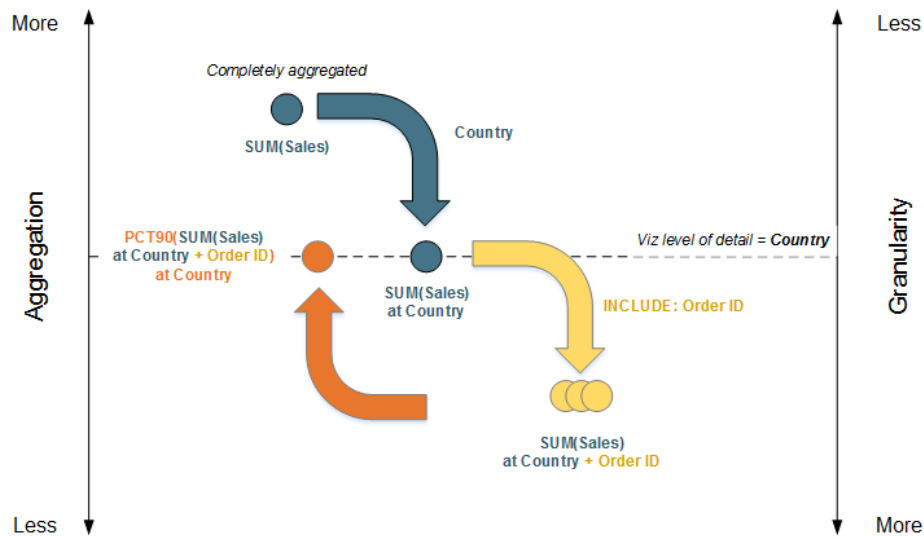 More
Less
Completely aggregated
SUM(Sales)
Country
Aggregation
PCT90(SUM(Sales)
at Country + Order ID)
at Country
SUM(Sales)
at Country
Viz level of detail = Country
INCLUDE: Order ID
Granularity
SUM(Sales)
at Country + Order ID
Less
More